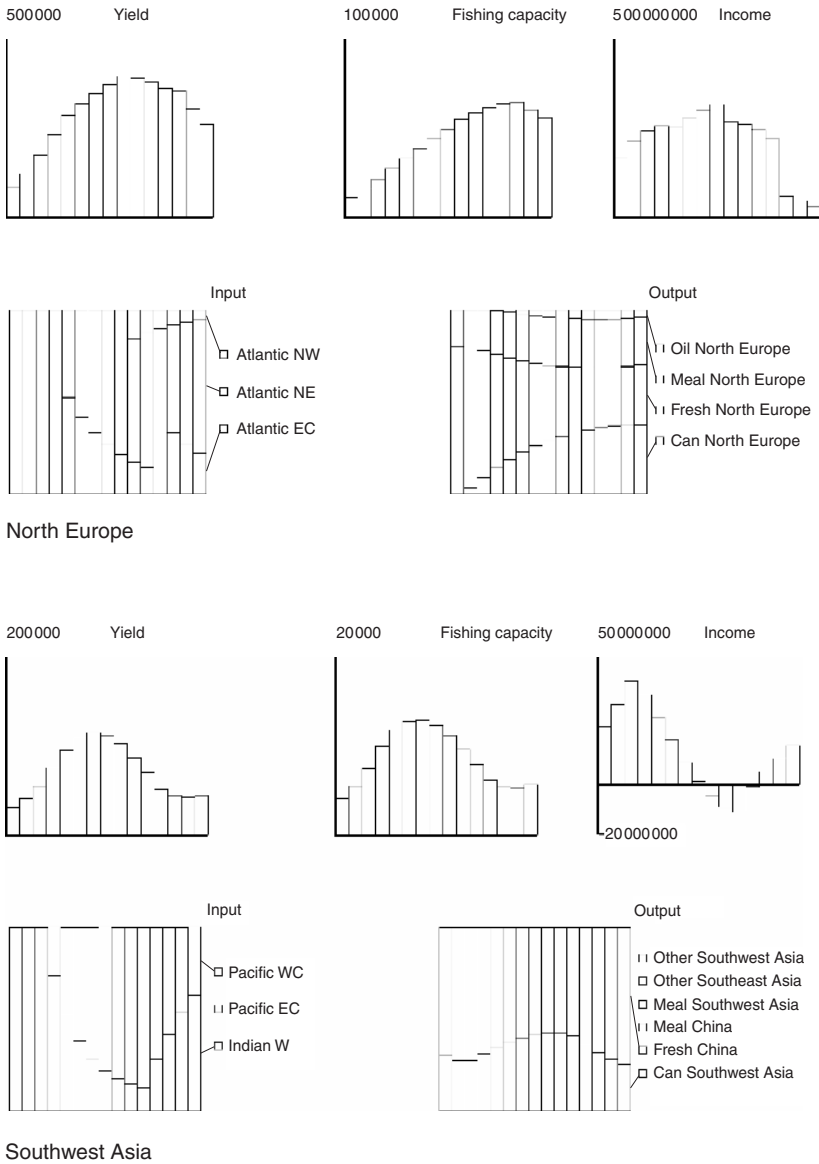 500000 Yield 100000 Fishing capacity 500000000 Income
Input Output
Atlantic NW
Atlantic NE
Atlantic EC
Oil North Europe
Meal North Europe
Fresh North Europe
Can North Europe
North Europe
200000 Yield 20000 Fishing capacity 50000000 Income
-20000000
Input Output
Pacific WC
Pacific EC
Indian W
Other Southwest Asia
Other Southeast Asia
Meal Southwest Asia
Meal China
Fresh China
Can Southwest Asia
Southwest Asia